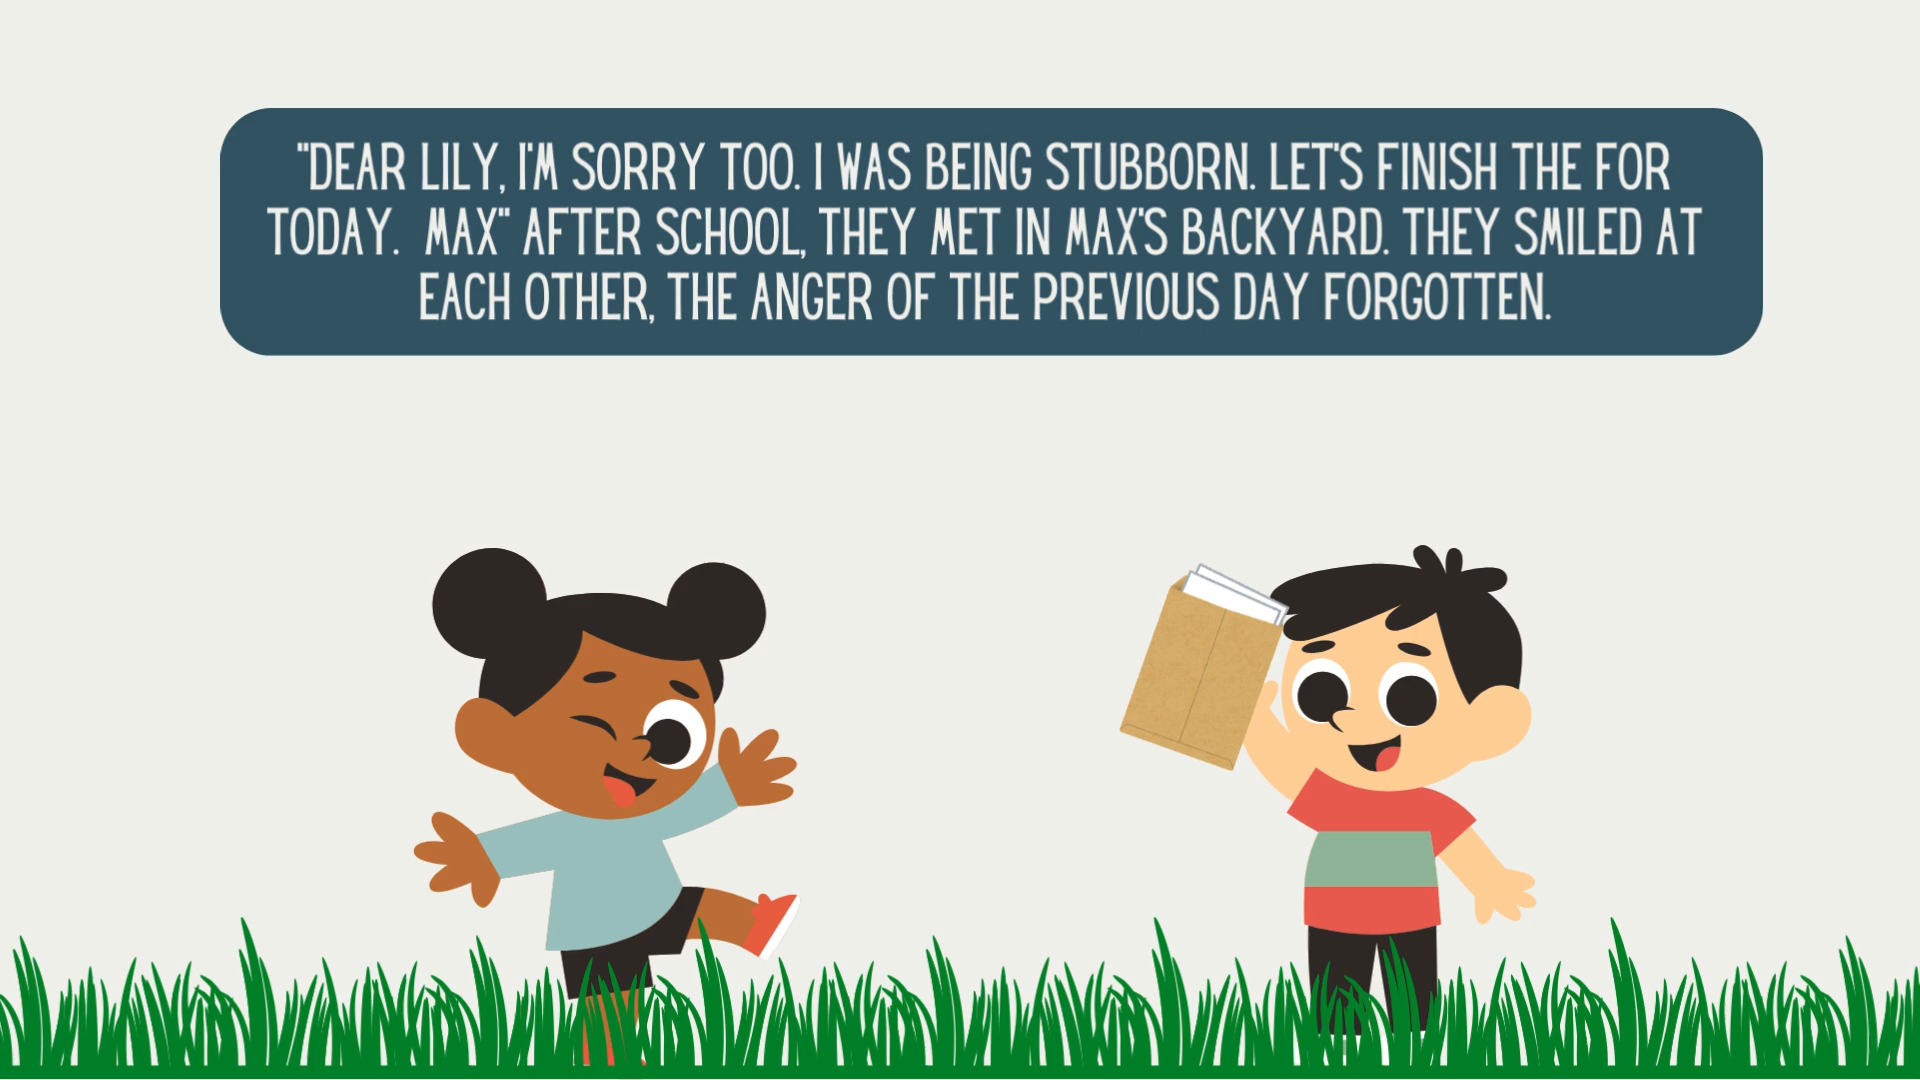 "DEAR LILY, I'M SORRY TOO. I WAS BEING STUBBORN. LET'S FINISH THE FOR
TODAY.  MAX" AFTER SCHOOL, THEY MET IN MAX'S BACKYARD. THEY SMILED AT
EACH OTHER, THE ANGER OF THE PREVIOUS DAY FORGOTTEN.